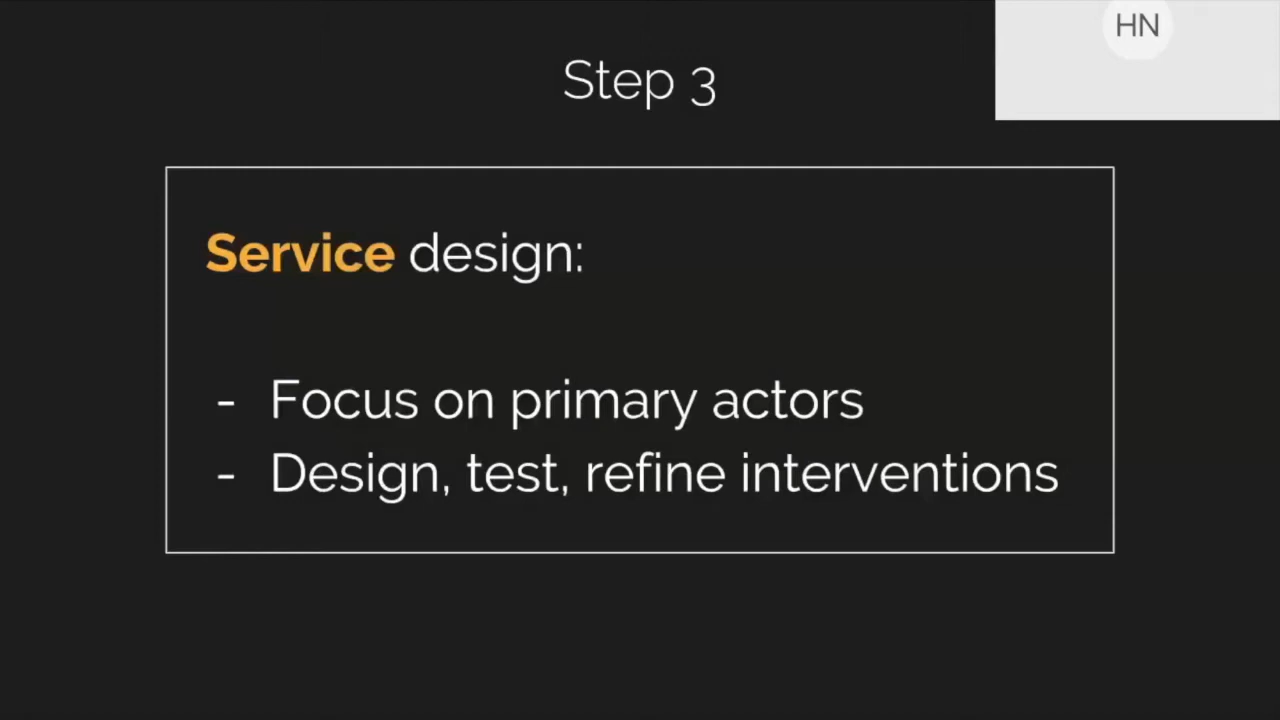 HN
Step 3
Service design:
- Focus on primary actors
- Design, test, refine interventions